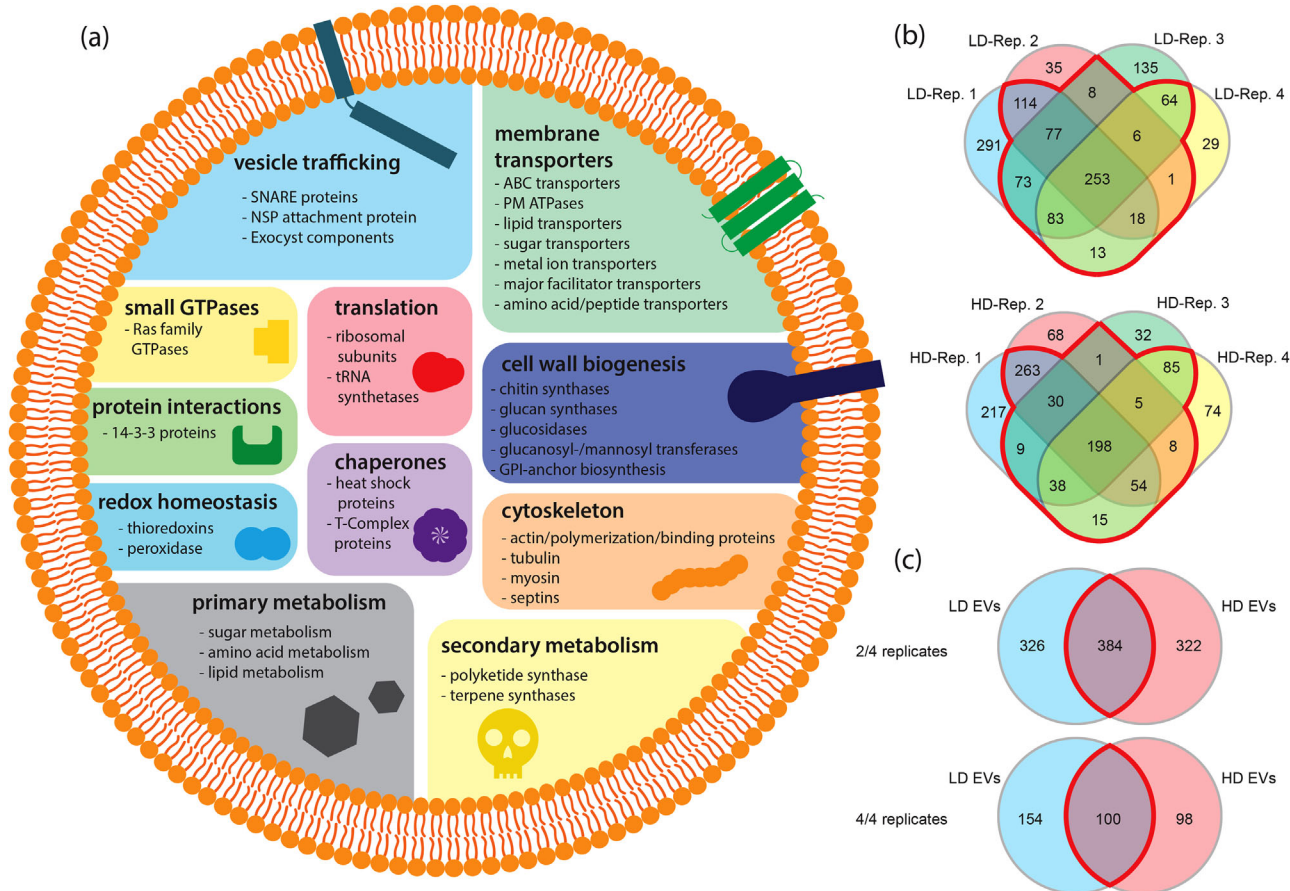 (a)
vesicle trafficking
- SNARE proteins
- NSP attachment protein
- Exocyst components
membrane
transporters
- ABC transporters
- PM ATPases
- lipid transporters
- sugar transporters
- metal ion transporters
- major facilitator transporters
- amino acid/peptide transporters
small GTPases
- Ras family
GTPases
translation
- ribosomal
subunits
- tRNA
synthetases
cell wall biogenesis
- chitin synthases
- glucan synthases
- glucosidases
- glucanosyl-/mannosyl transferases
- GPI-anchor biosynthesis
protein interactions
- 14-3-3 proteins
chaperones
- heat shock
proteins
- T-Complex
proteins
redox homeostasis
- thioredoxins
- peroxidase
cytoskeleton
- actin/polymerization/binding proteins
- tubulin
- myosin
- septins
primary metabolism
- sugar metabolism
- amino acid metabolism
- lipid metabolism
secondary metabolism
- polyketide synthase
- terpene synthases
(b)
LD-Rep. 2
LD-Rep. 3
LD-Rep. 1
LD-Rep. 4
35
135
8
114
64
77
6
291
29
253
73
1
83
18
13
HD-Rep. 2
HD-Rep. 3
HD-Rep. 1
HD-Rep. 4
68
32
1
263
85
30
5
217
74
198
9
8
38
54
15
(c)
LD EVs
HD EVs
2/4 replicates
326
384
322
LD EVs
HD EVs
4/4 replicates
154
100
98